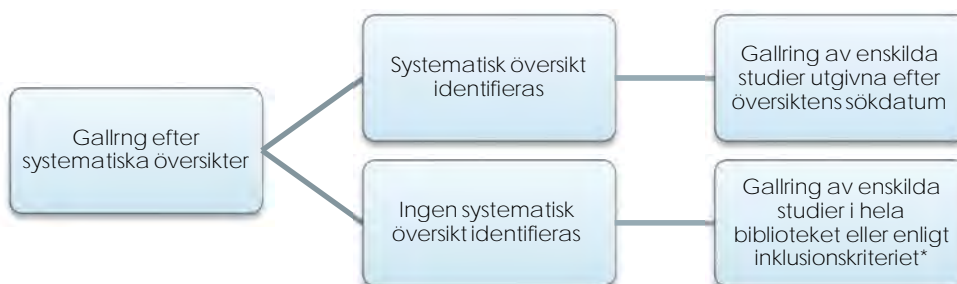 Gallrng efter
systematiska översikter
Systematisk översikt
identifieras
Gallring av enskilda
studier utgivna efter
översiktens sökdatum
Ingen systematisk
översikt identifieras
Gallring av enskilda
studier i hela
biblioteket eller enligt
inklusionskriteriet*